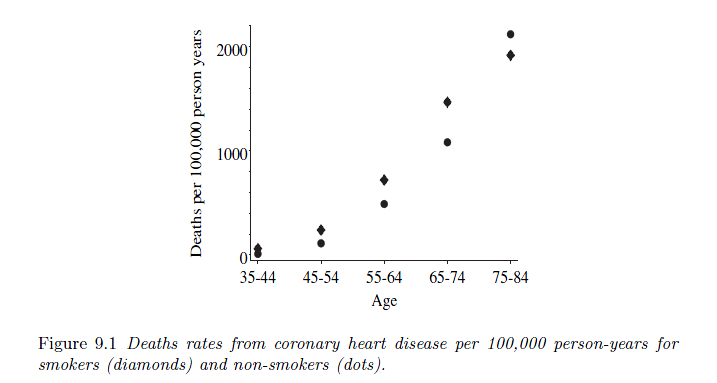 Deaths per 100,000 person years
2000
1000
0
35-44 45-54 55-64 65-74 75-84
Age
Figure 9.1 Deaths rates from coronary heart disease per 100,000 person-years for
smokers (diamonds) and non-smokers (dots).